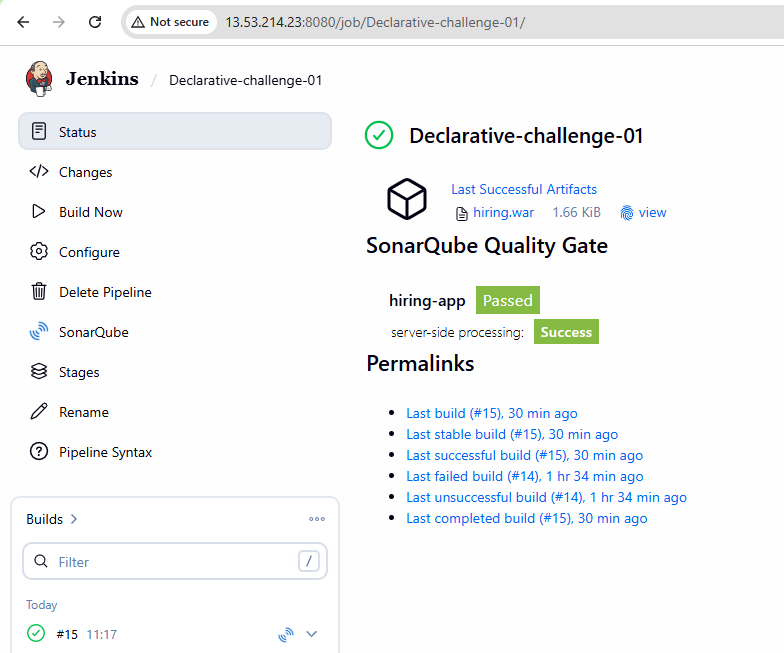 Not secure 13.53.214.23:8080/job/Declarative-challenge-01/
Jenkins / Declarative-challenge-01
Status
Changes
Build Now
Configure
Delete Pipeline
SonarQube
Stages
Rename
Pipeline Syntax
Builds
Filter /
Today
#15 11:17
Declarative-challenge-01
Last Successful Artifacts
hiring.war 1.66 KiB view
SonarQube Quality Gate
hiring-app Passed
server-side processing: Success
Permalinks
Last build (#15), 30 min ago
Last stable build (#15), 30 min ago
Last successful build (#15), 30 min ago
Last failed build (#14), 1 hr 34 min ago
Last unsuccessful build (#14), 1 hr 34 min ago
Last completed build (#15), 30 min ago